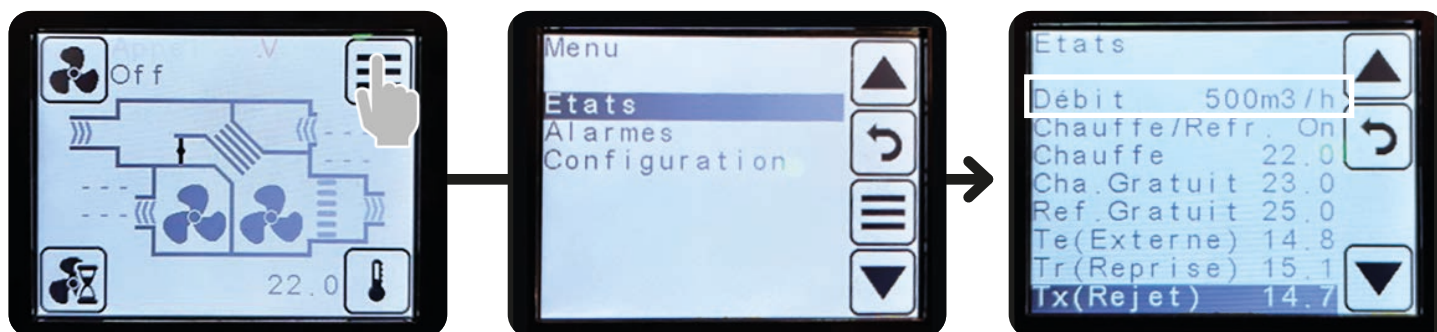 Appel .V
Off
- - -
- - -
- - -
22.0
Menu
Etats
Alarmes
Configuration
Etats
Débit 500m3/h
Chauffe/Refr. On
Chauffe 22.0
Cha.Gratuit 23.0
Ref.Gratuit 25.0
Te(Externe) 14.8
Tr(Reprise) 15.1
Tx(Rejet) 14.7